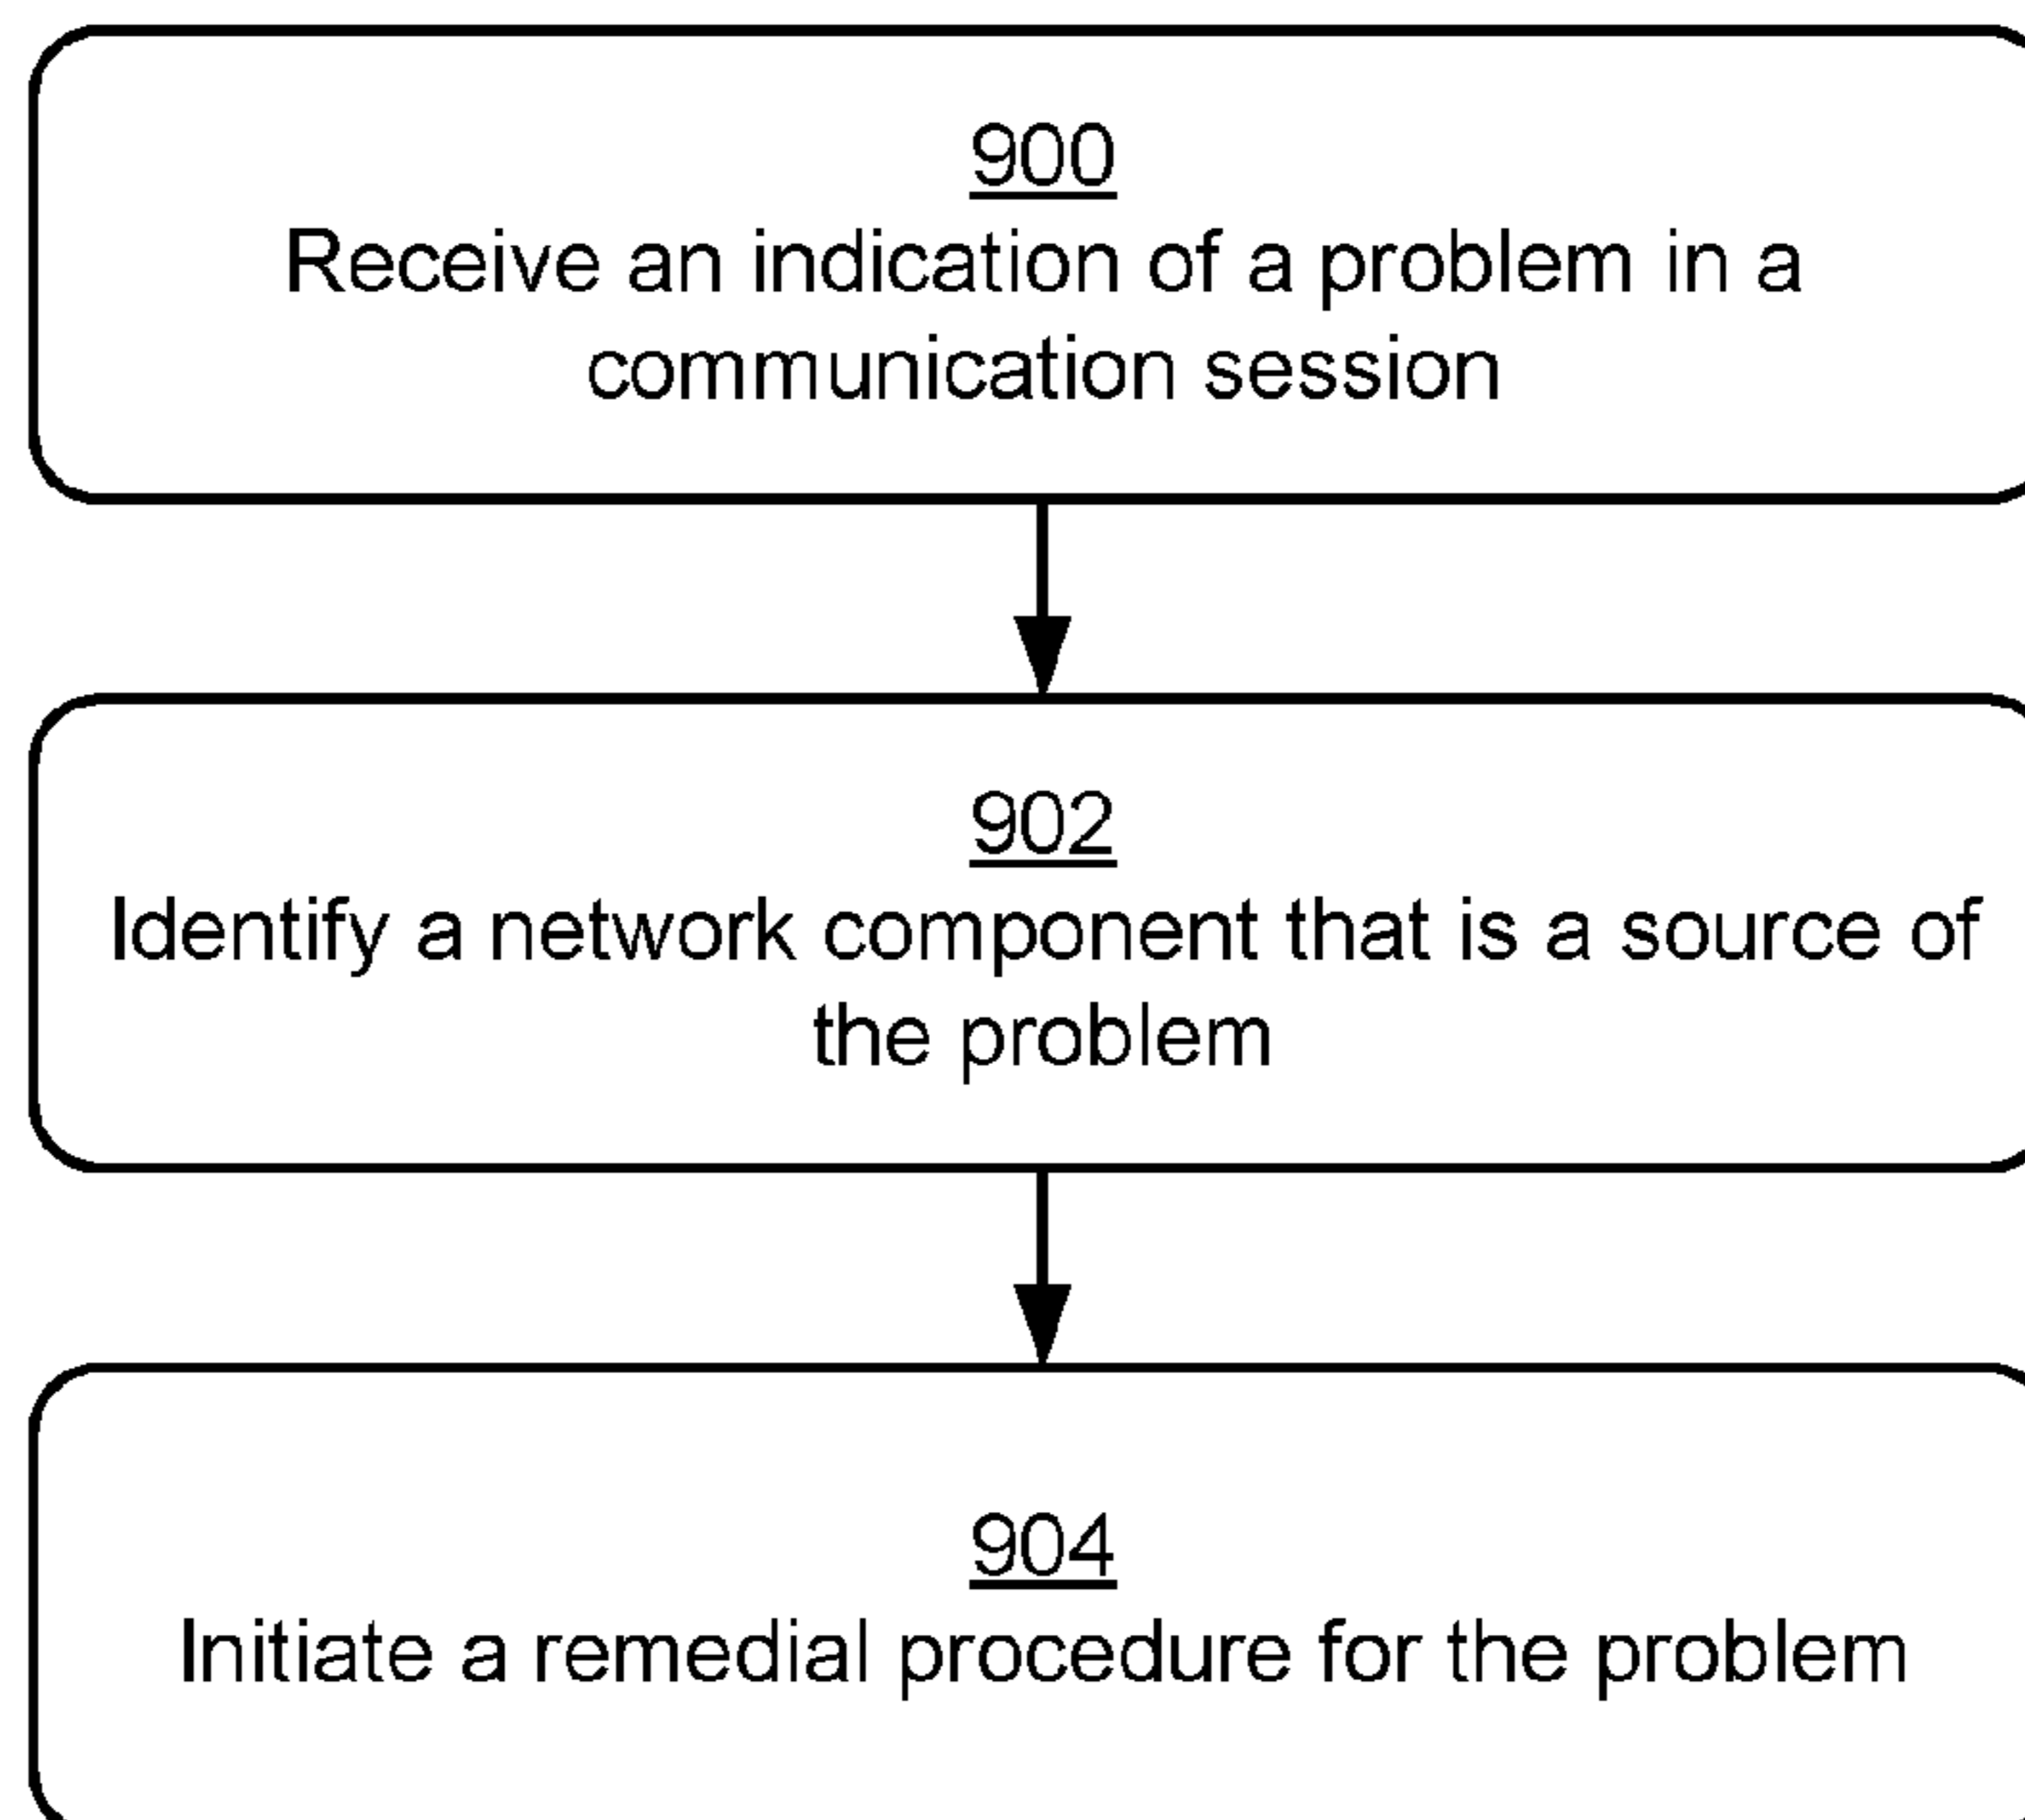 900
Receive an indication of a problem in a
communication session
902
Identify a network component that is a source of
the problem
904
Initiate a remedial procedure for the problem